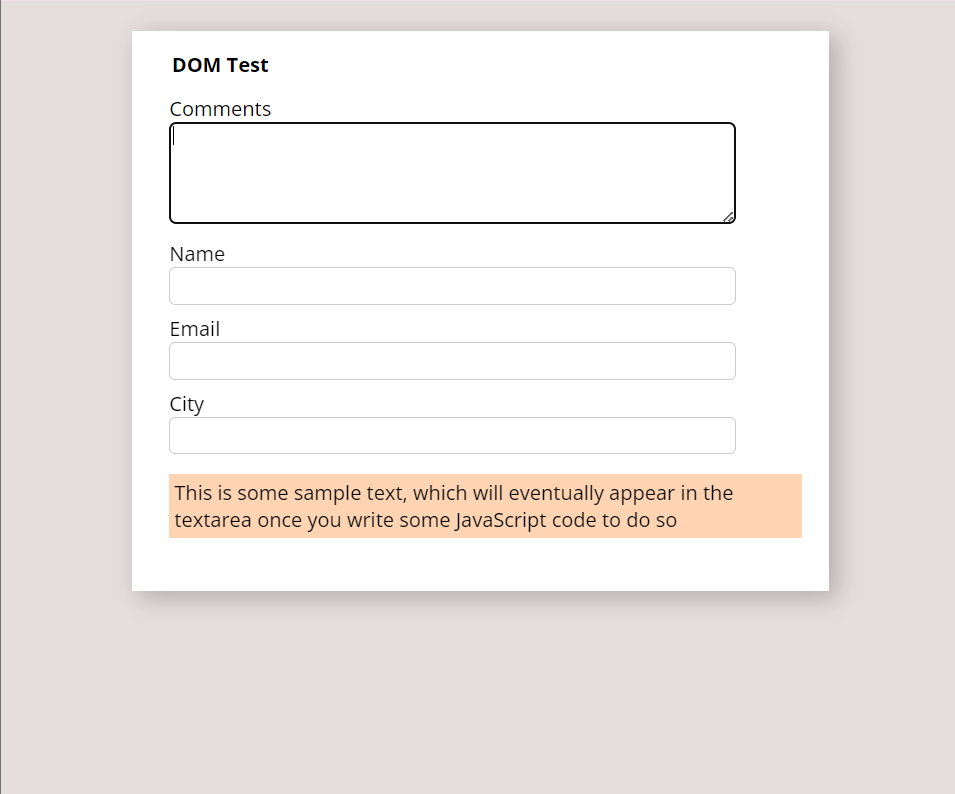 DOM Test
Comments
Name
Email
City
This is some sample text, which will eventually appear in the
textarea once you write some JavaScript code to do so